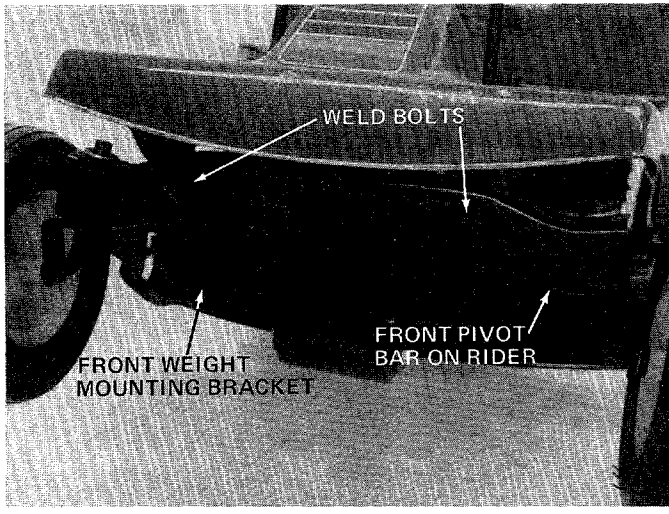 WELD BOLTS
FRONT PIVOT
BAR ON RIDER
FRONT WEIGHT
MOUNTING BRACKET